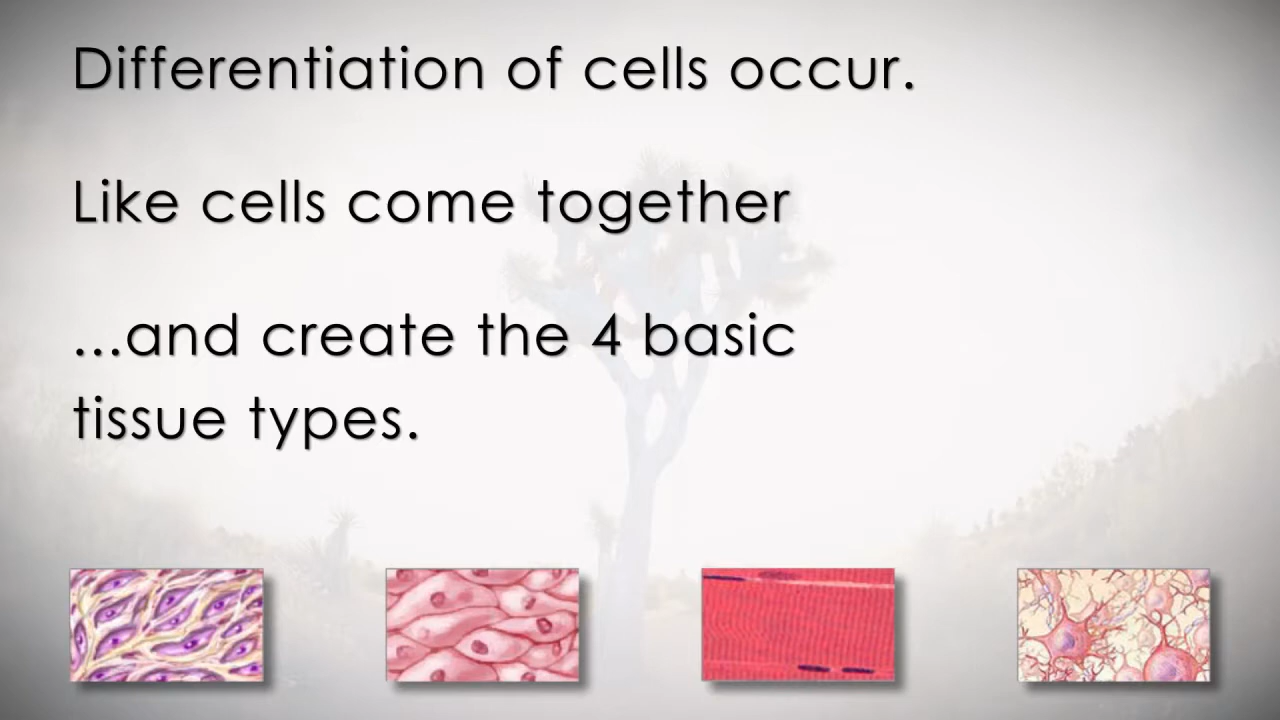 Differentiation of cells occur.
Like cells come together
...and create the 4 basic
tissue types.